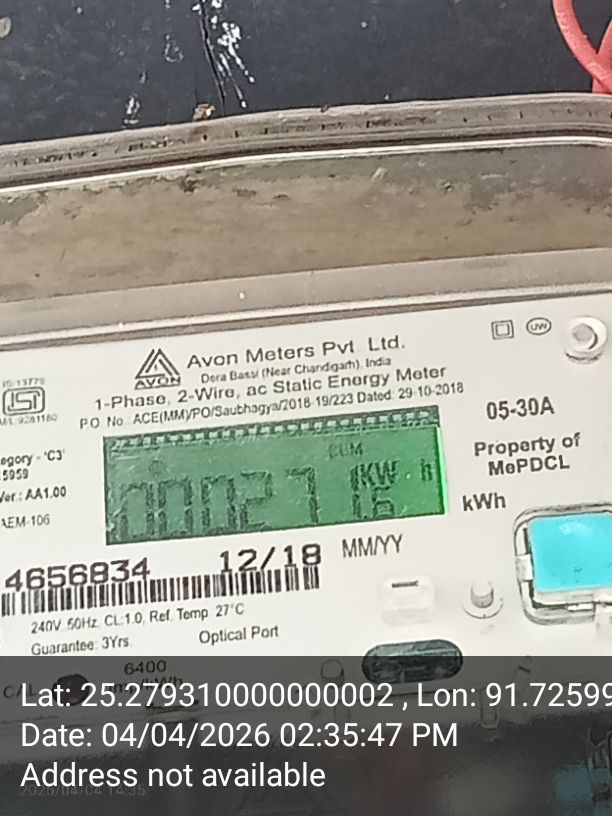 AVON
Avon Meters Pvt. Ltd.
Dera Bassi (Near Chandigarh), India
1-Phase, 2-Wire, ac Static Energy Meter
P.O. No.: ACE(MM)/PO/Saubhagya/2018-19/223 Dated: 29-10-2018
UW
IS:13779
ISI
05-30A
egory - 'C3'
5959
Ver.: AA1.00
AEM-106
CUM
KW h
Property of
MePDCL
kWh
4656834 12/18 MM/YY
240V, 50Hz, CL:1.0, Ref. Temp. 27°C
Guarantee: 3Yrs.
Optical Port
6400
CAL
Lat: 25.279310000000002 , Lon: 91.72599
Date: 04/04/2026 02:35:47 PM
Address not available
2026/04/04 14:35